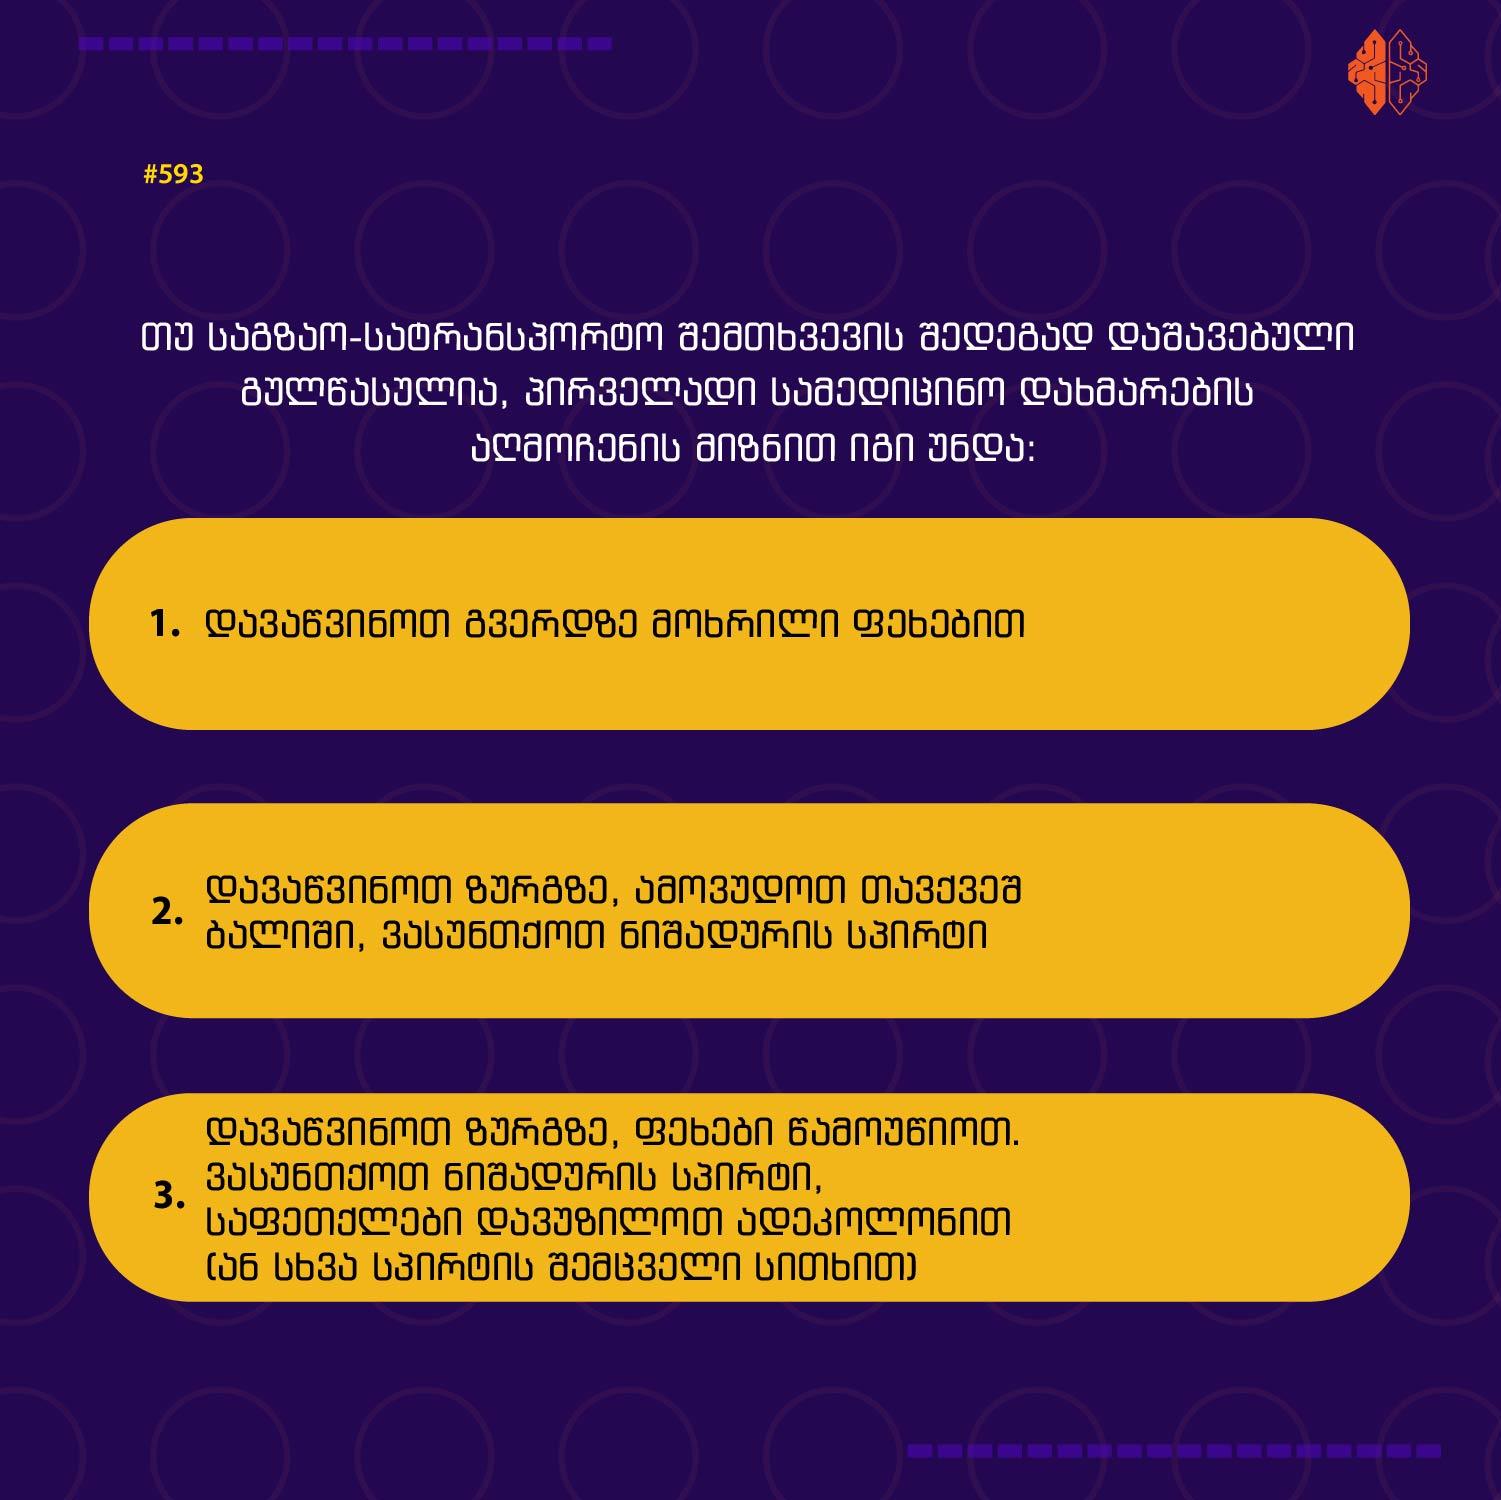 #593
თუ საგზაო-სატრანსპორტო შემთხვევის შედეგად დაშავებული
გულწასულია, პირველადი სამედიცინო დახმარების
აღმოჩენის მიზნით იგი უნდა:
1. დავაწვინოთ გვერდზე მოხრილი ფეხებით
2. დავაწვინოთ ზურგზე, ამოვუდოთ თავქვეშ
ბალიში, ვასუნთქოთ ნიშადურის სპირტი
3. დავაწვინოთ ზურგზე, ფეხები წამოუწიოთ.
ვასუნთქოთ ნიშადურის სპირტი,
საფეთქლები დავუზილოთ ადეკოლონით
(ან სხვა სპირტის შემცველი სითხით)